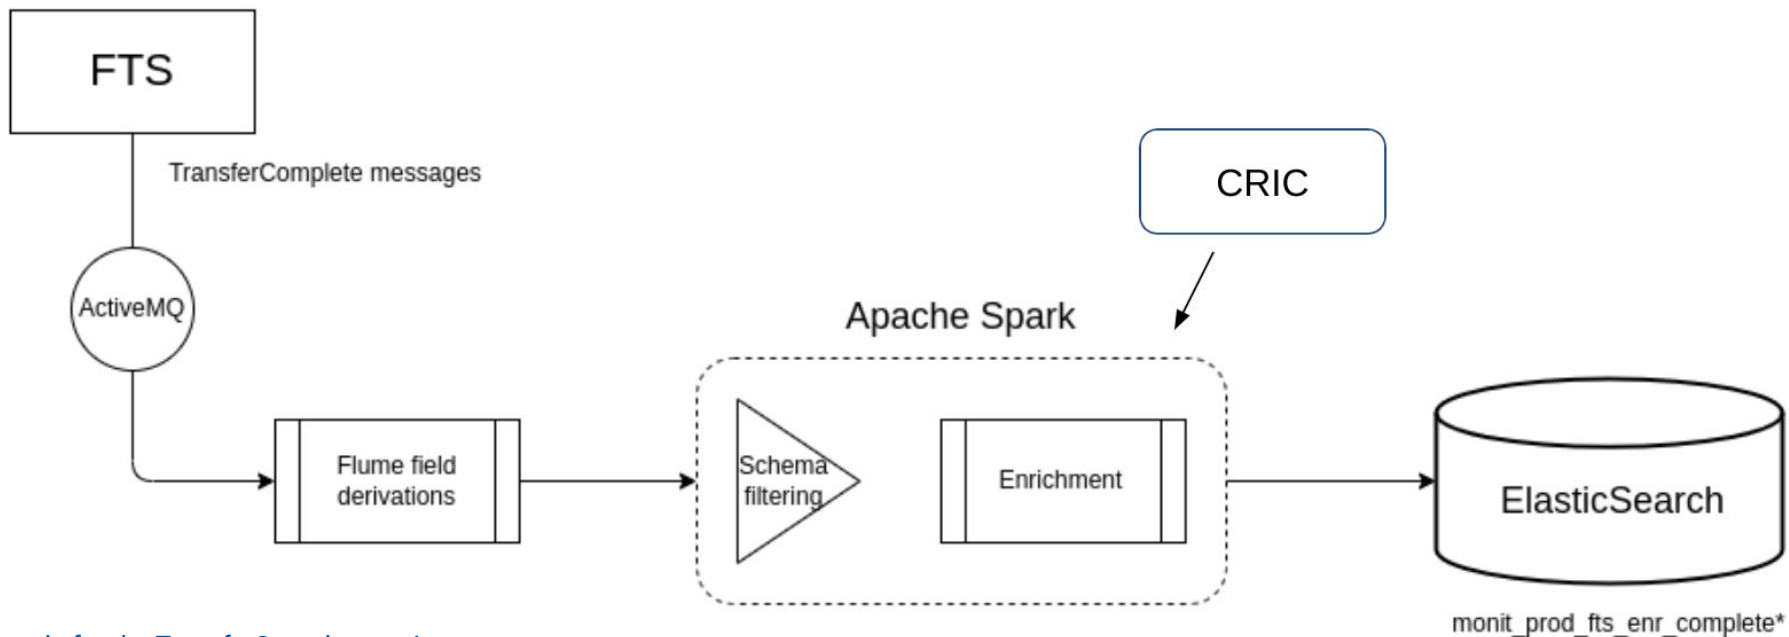 FTS
TransferComplete messages
CRIC
ActiveMQ
Apache Spark
Flume field
derivations
Schema
filtering
Enrichment
ElasticSearch
monit_prod_fts_enr_complete*